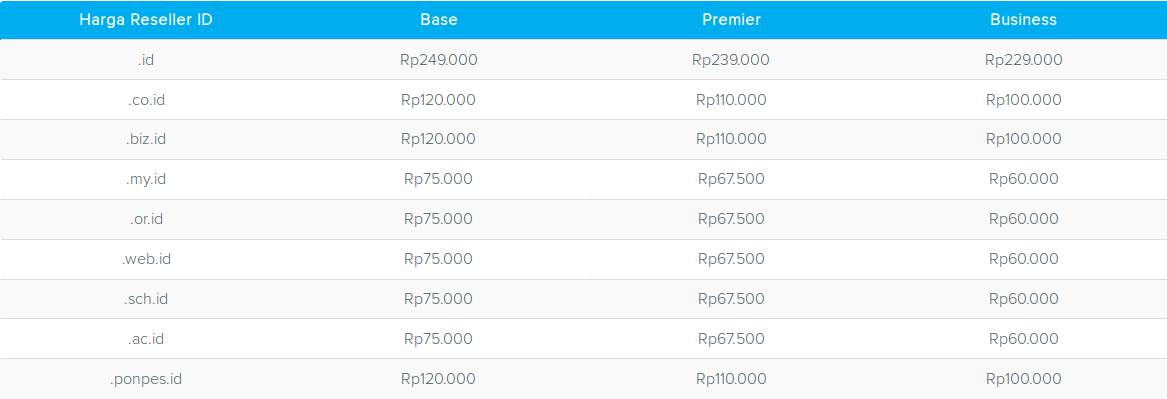 Harga Reseller ID Base Premier Business
.id Rp249.000 Rp239.000 Rp229.000
.co.id Rp120.000 Rp110.000 Rp100.000
.biz.id Rp120.000 Rp110.000 Rp100.000
.my.id Rp75.000 Rp67.500 Rp60.000
.or.id Rp75.000 Rp67.500 Rp60.000
.web.id Rp75.000 Rp67.500 Rp60.000
.sch.id Rp75.000 Rp67.500 Rp60.000
.ac.id Rp75.000 Rp67.500 Rp60.000
.ponpes.id Rp120.000 Rp110.000 Rp100.000